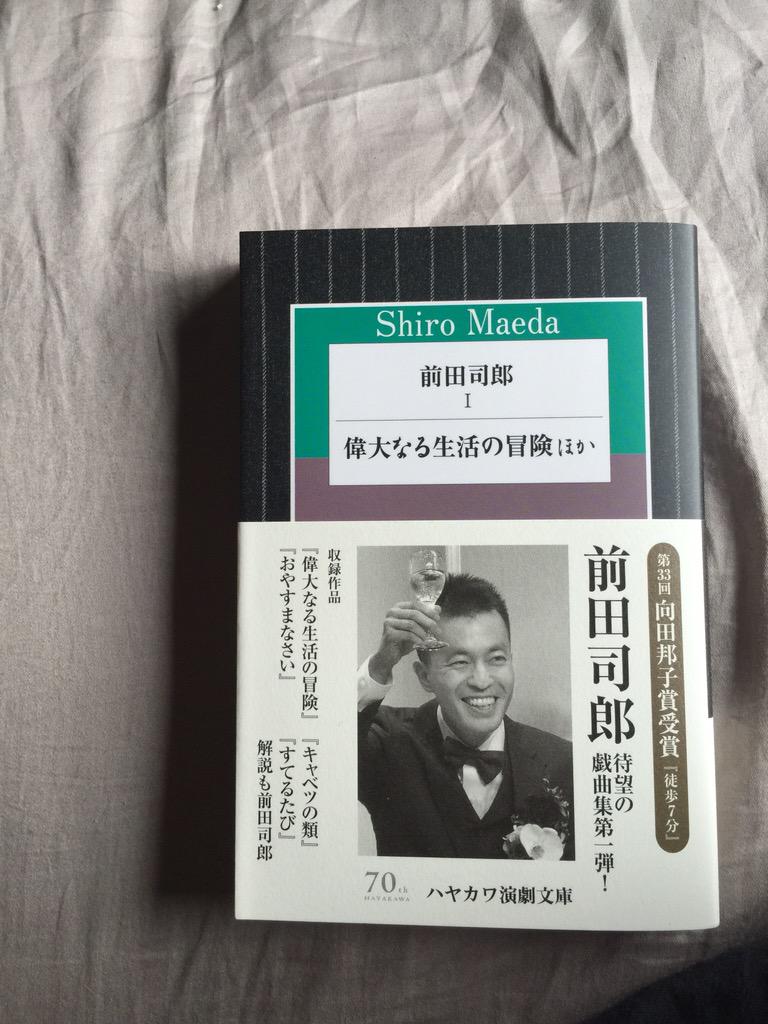 Shiro Maeda
前田司郎
I
偉大なる生活の冒険 ほか
第33回 向田邦子賞受賞『徒歩7分』
前田司郎
待望の
戯曲集第一弾！
収録作品
『偉大なる生活の冒険』
『おやすまなさい』
『キャベツの類』
『すてるたび』
解説も前田司郎
70th
HAYAKAWA
ハヤカワ演劇文庫